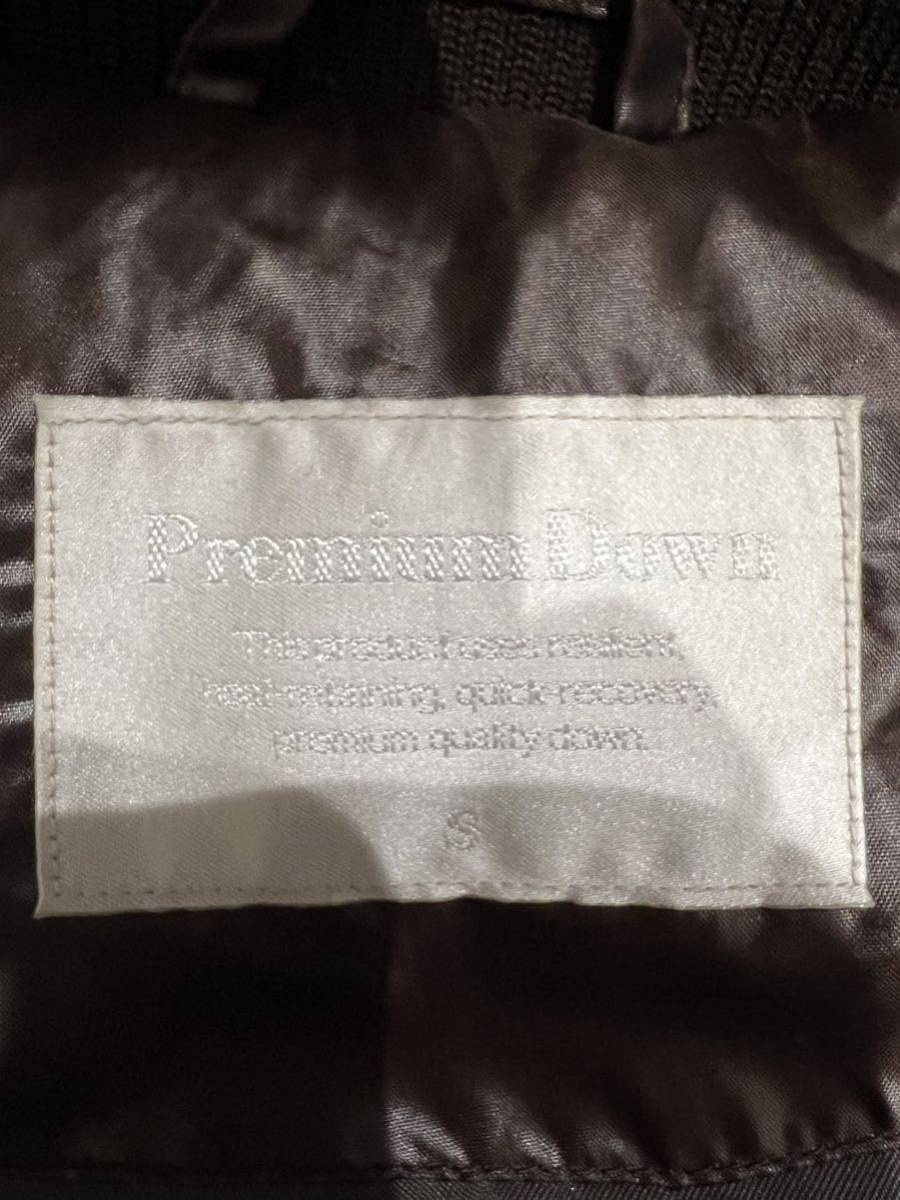 Premium Down
This product uses resilient,
heat-retaining, quick-recovery,
premium quality down.
S